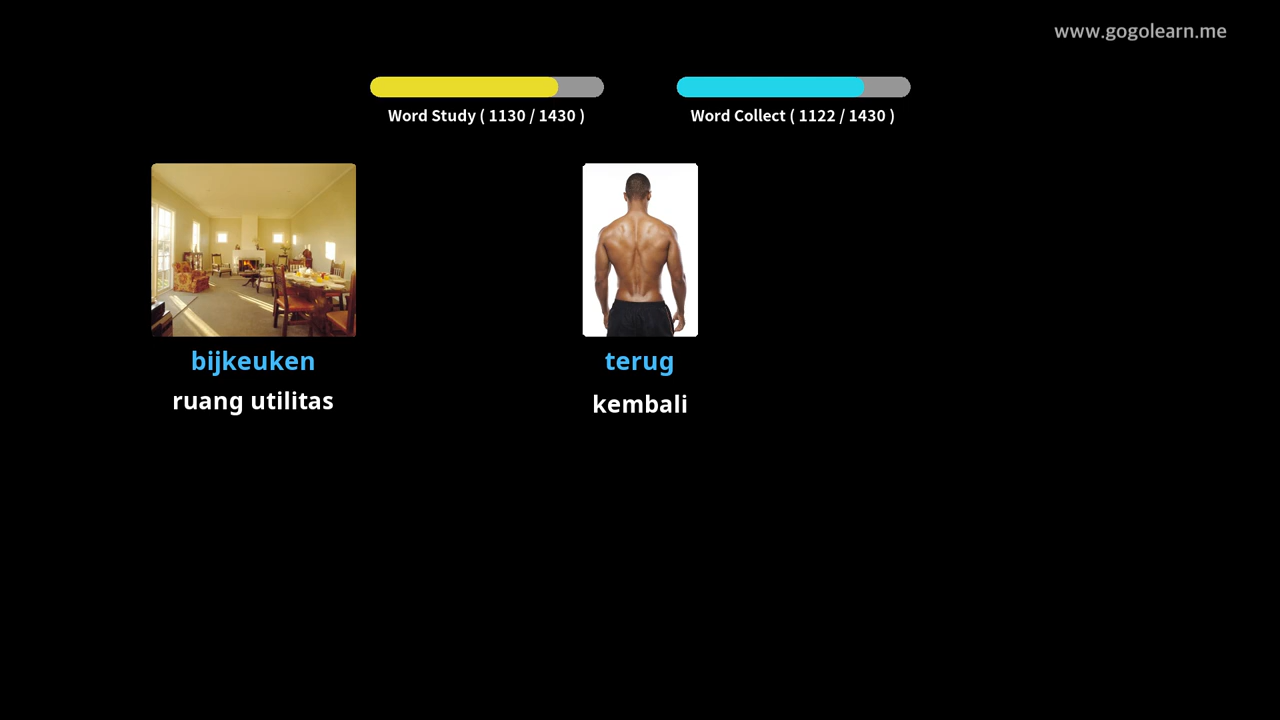 www.gogolearn.me
Word Study ( 1130 / 1430 )
Word Collect ( 1122 / 1430 )
bijkeuken
ruang utilitas
terug
kembali